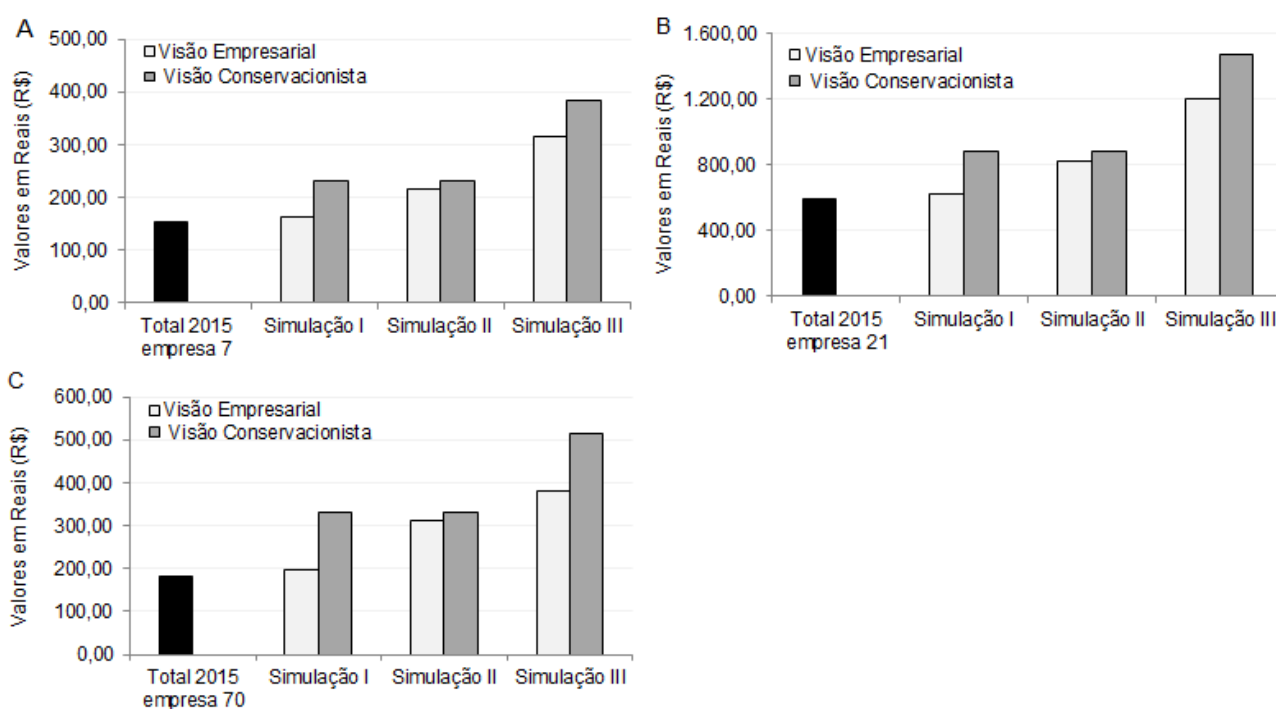 A
Valores em Reais (R$)
500,00
400,00
300,00
200,00
100,00
0,00
Visão Empresarial
Visão Conservacionista
Total 2015
empresa 7
Simulação I
Simulação II
Simulação III
B
Valores em Reais (R$)
1.600,00
1.200,00
800,00
400,00
0,00
Visão Empresarial
Visão Conservacionista
Total 2015
empresa 21
Simulação I
Simulação II
Simulação III
C
Valores em Reais (R$)
600,00
500,00
400,00
300,00
200,00
100,00
0,00
Visão Empresarial
Visão Conservacionista
Total 2015
empresa 70
Simulação I
Simulação II
Simulação III